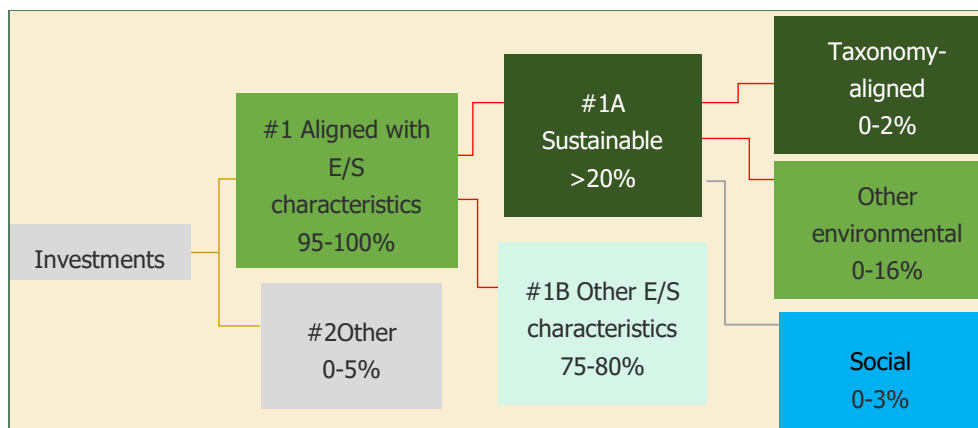 Investments
#1 Aligned with
E/S
characteristics
95-100%
#2Other
0-5%
#1A
Sustainable
>20%
#1B Other E/S
characteristics
75-80%
Taxonomy-
aligned
0-2%
Other
environmental
0-16%
Social
0-3%